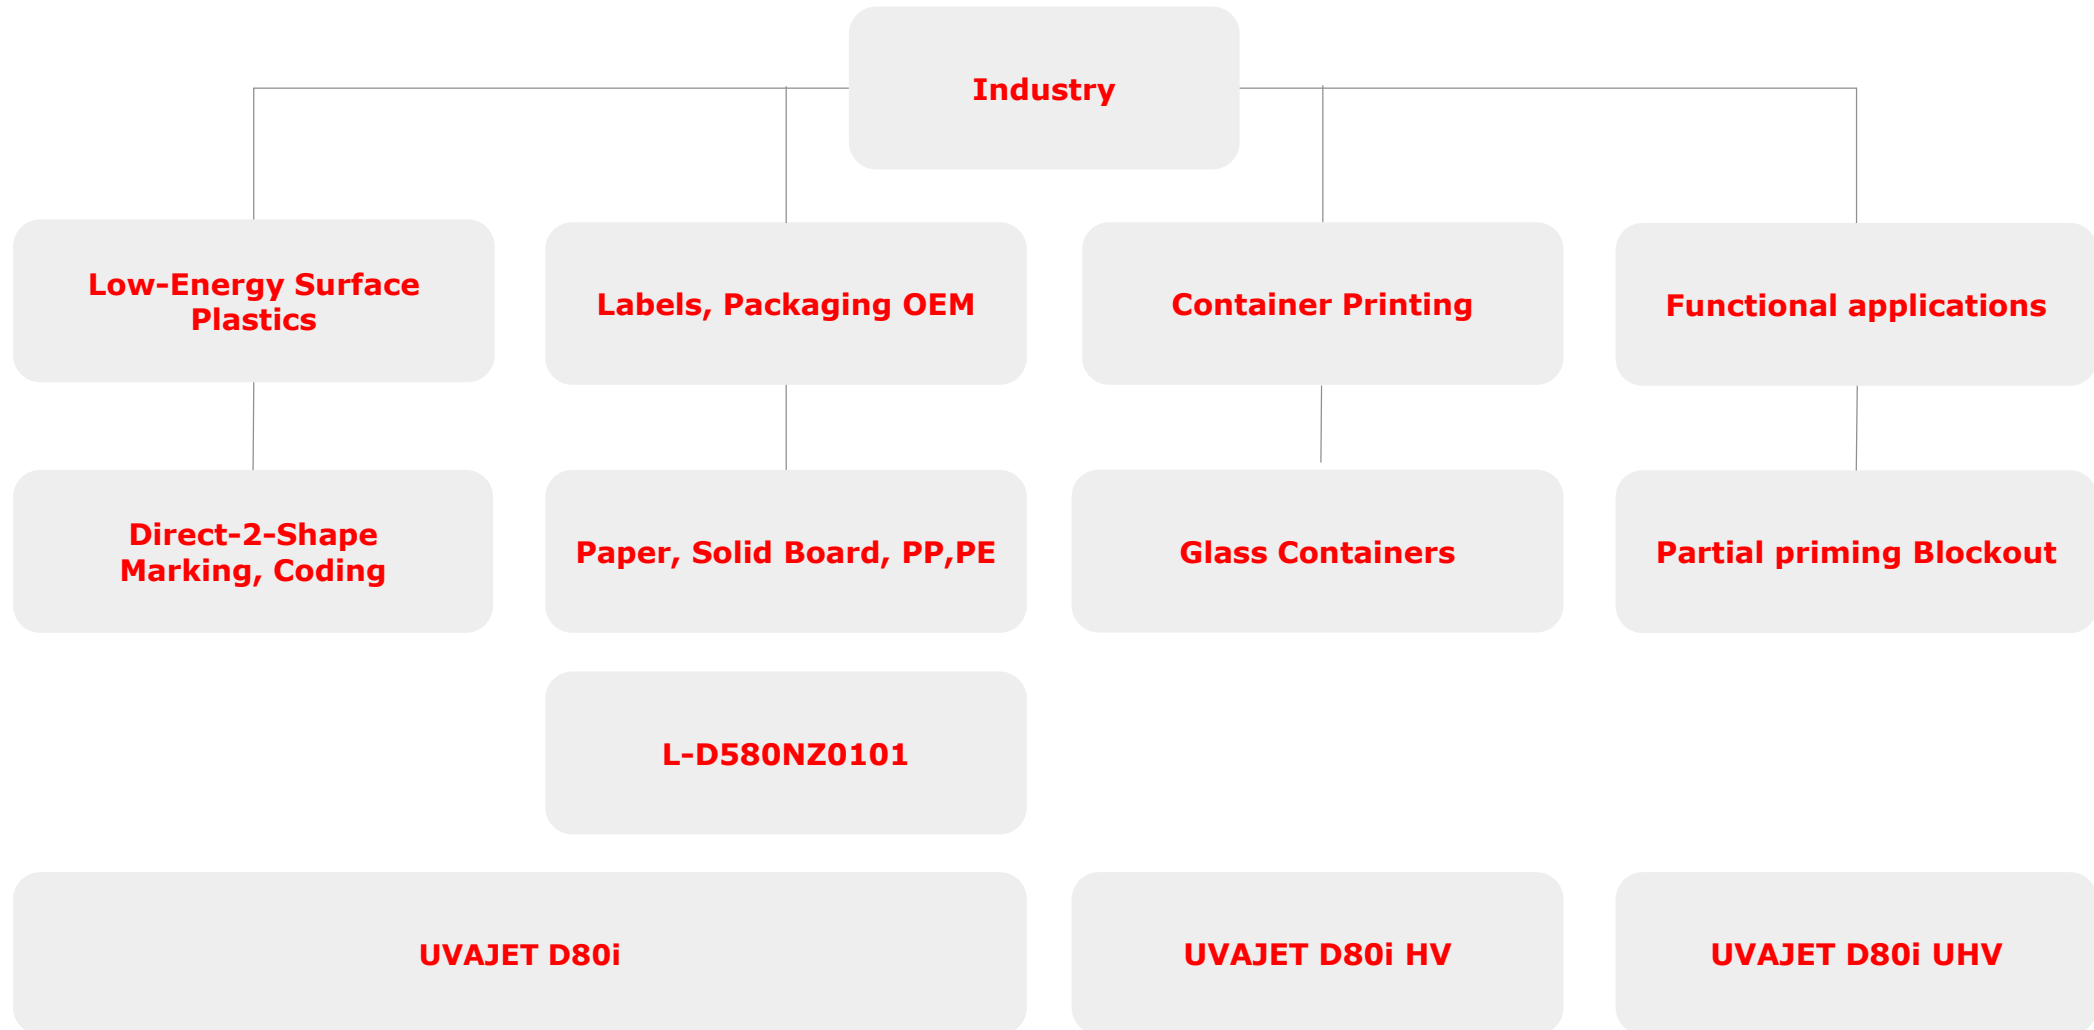 Industry
Low-Energy Surface
Plastics
Labels, Packaging OEM
Container Printing
Functional applications
Direct-2-Shape
Marking, Coding
Paper, Solid Board, PP,PE
Glass Containers
Partial priming Blockout
L-D580NZ0101
UVAJET D80i
UVAJET D80i HV
UVAJET D80i UHV